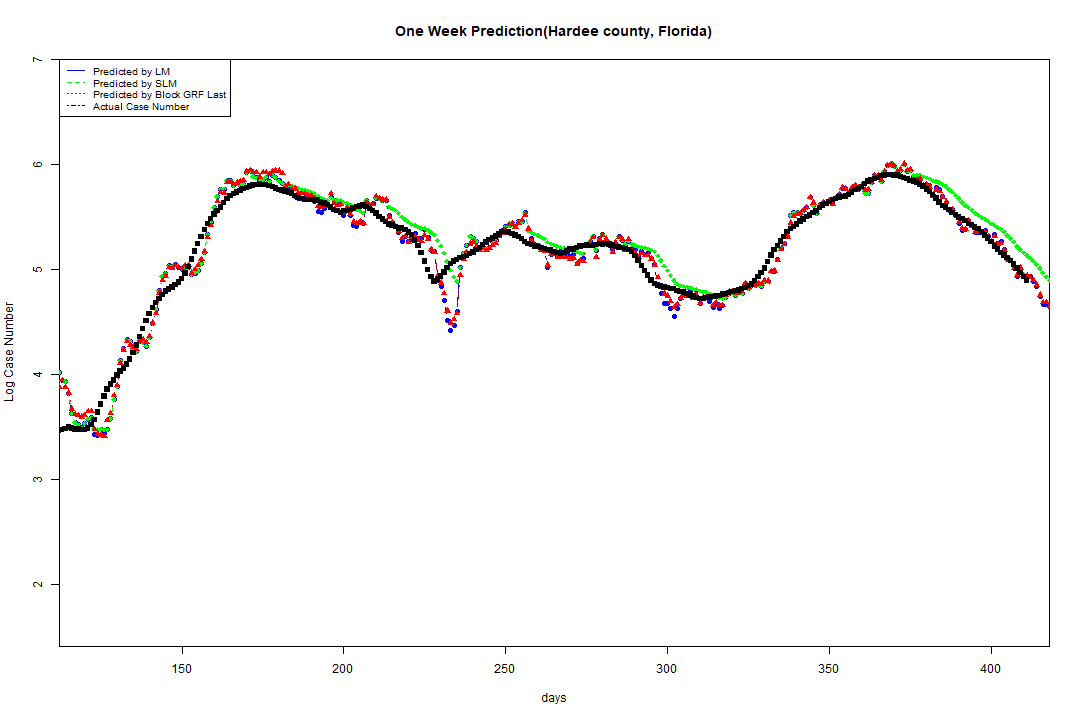 One Week Prediction(Hardee county, Florida)
7
Predicted by LM
Predicted by SLM
Predicted by Block GRF Last
Actual Case Number
6
5
4
3
2
Log Case Number
150 200 250 300 350 400
days